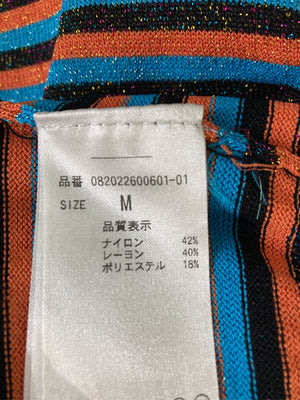 品番 082022600601-01
SIZE M
品質表示
ナイロン 42%
レーヨン 40%
ポリエステル 18%